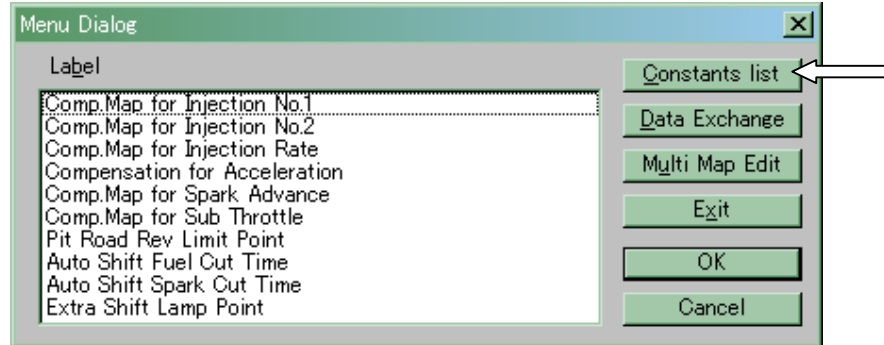 Menu Dialog
Label
Constants list
Comp.Map for Injection No.1
Comp.Map for Injection No.2
Comp.Map for Injection Rate
Compensation for Acceleration
Comp.Map for Spark Advance
Comp.Map for Sub Throttle
Pit Road Rev Limit Point
Auto Shift Fuel Cut Time
Auto Shift Spark Cut Time
Extra Shift Lamp Point
Data Exchange
Multi Map Edit
Exit
OK
Cancel